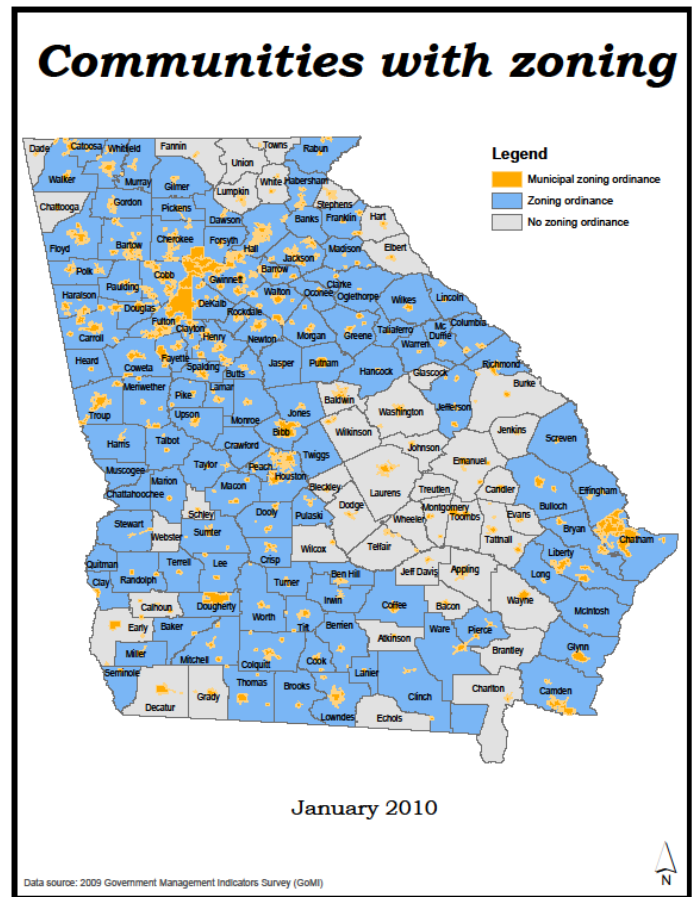 Communities with zoning
Legend
Municipal zoning ordinance
Zoning ordinance
No zoning ordinance
Dade
Catoosa
Whitfield
Fannin
Towns
Rabun
Union
Walker
Murray
Gilmer
White
Habersham
Lumpkin
Stephens
Chattooga
Gordon
Pickens
Dawson
Banks
Franklin
Hart
Floyd
Bartow
Cherokee
Forsyth
Hall
Madison
Elbert
Jackson
Polk
Cobb
Gwinnett
Barrow
Clarke
Haralson
Paulding
Walton
Oconee
Oglethorpe
Wilkes
Lincoln
Douglas
DeKalb
Rockdale
Fulton
Clayton
Carroll
Henry
Newton
Morgan
Greene
Taliaferro
Mc
Duffie
Columbia
Warren
Heard
Coweta
Fayette
Spalding
Butts
Jasper
Putnam
Hancock
Glascock
Richmond
Burke
Meriwether
Pike
Lamar
Troup
Upson
Monroe
Jones
Baldwin
Washington
Jefferson
Jenkins
Screven
Harris
Talbot
Crawford
Bibb
Twiggs
Wilkinson
Johnson
Emanuel
Muscogee
Taylor
Peach
Houston
Bleckley
Laurens
Treutlen
Candler
Bulloch
Effingham
Chattahoochee
Marion
Macon
Schley
Dooly
Pulaski
Dodge
Wheeler
Montgomery
Toombs
Evans
Bryan
Chatham
Stewart
Webster
Sumter
Wilcox
Telfair
Tattnall
Liberty
Quitman
Terrell
Lee
Crisp
Clay
Randolph
Turner
Ben Hill
Jeff Davis
Appling
Long
Calhoun
Dougherty
Worth
Irwin
Coffee
Bacon
Wayne
McIntosh
Early
Baker
Tift
Berrien
Ware
Pierce
Atkinson
Miller
Mitchell
Colquitt
Cook
Brantley
Glynn
Seminole
Thomas
Brooks
Lanier
Clinch
Charlton
Camden
Decatur
Grady
Lowndes
Echols
January 2010
Data source: 2009 Government Management Indicators Survey (GoMI)
N